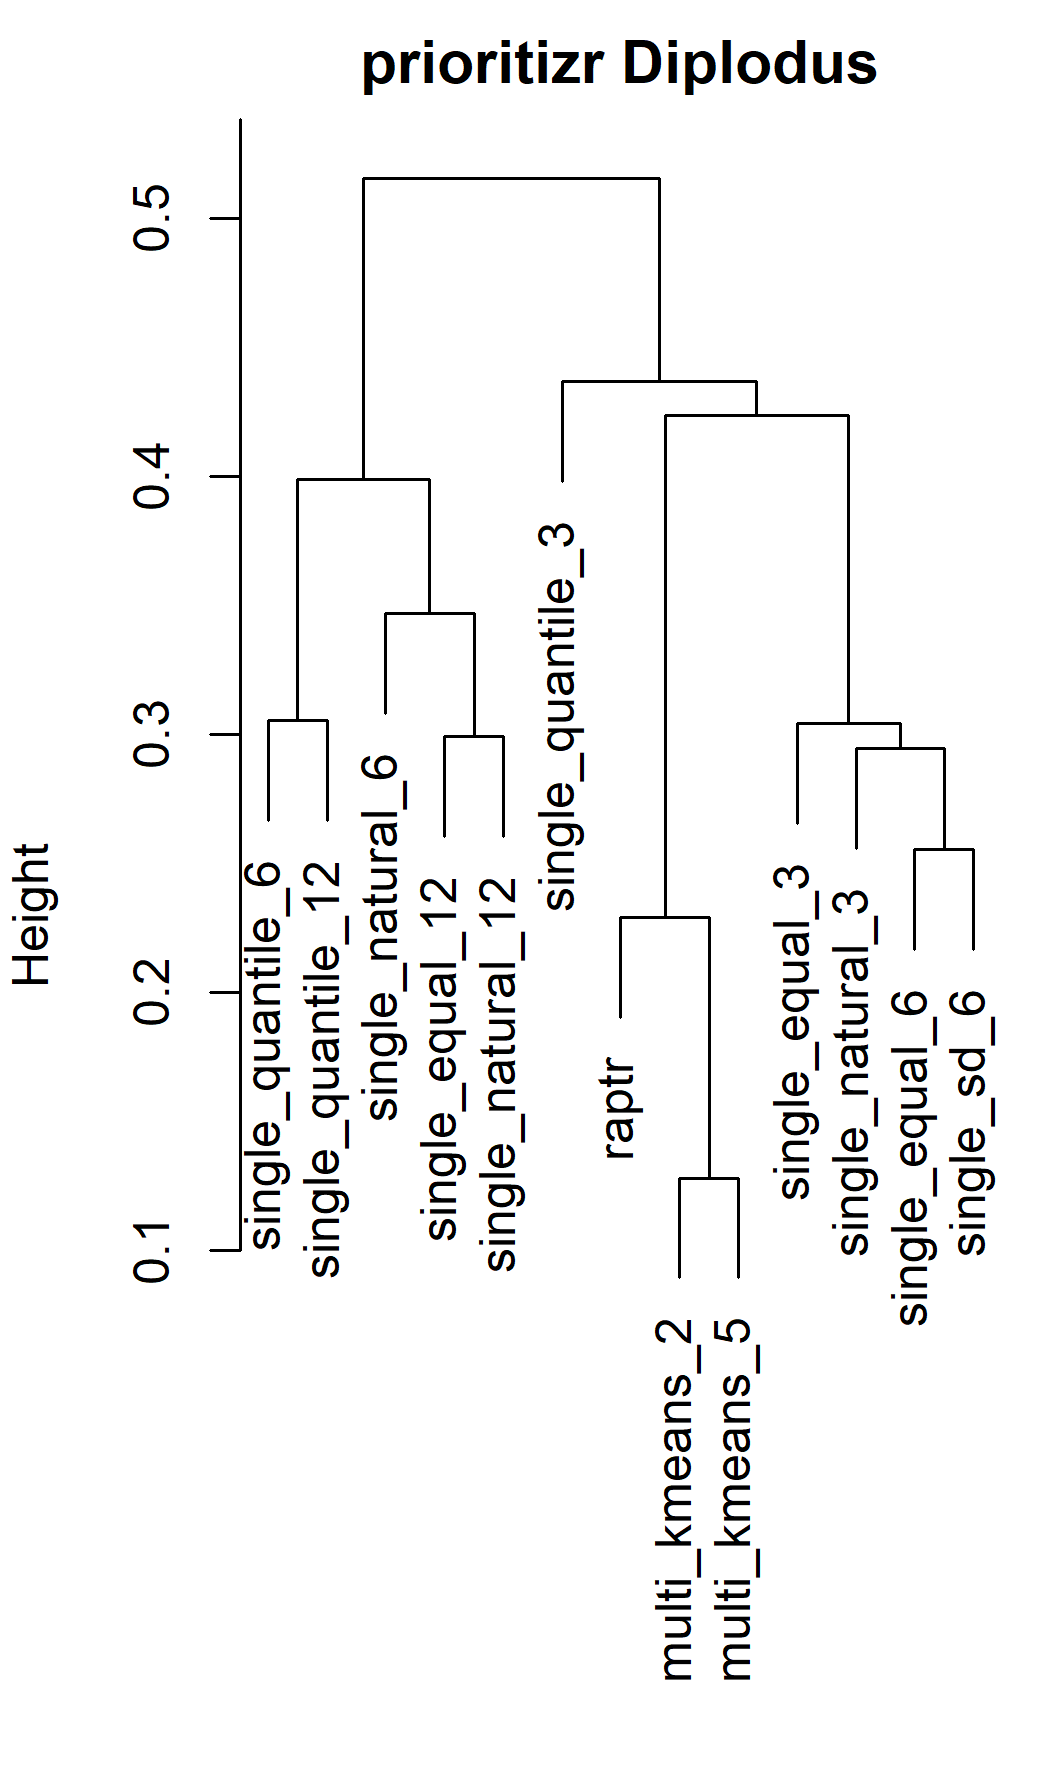 prioritizr Diplodus
Height
0.5
0.4
0.3
0.2
0.1
single_quantile_6
single_quantile_12
single_natural_6
single_equal_12
single_natural_12
single_quantile_3
raptr
multi_kmeans_2
multi_kmeans_5
single_equal_3
single_natural_3
single_equal_6
single_sd_6